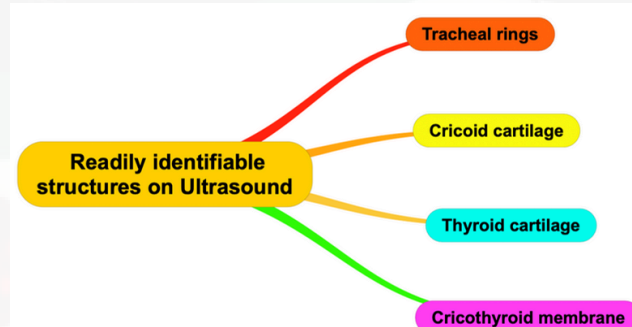 Tracheal rings
Cricoid cartilage
Readily identifiable
structures on Ultrasound
Thyroid cartilage
Cricothyroid membrane